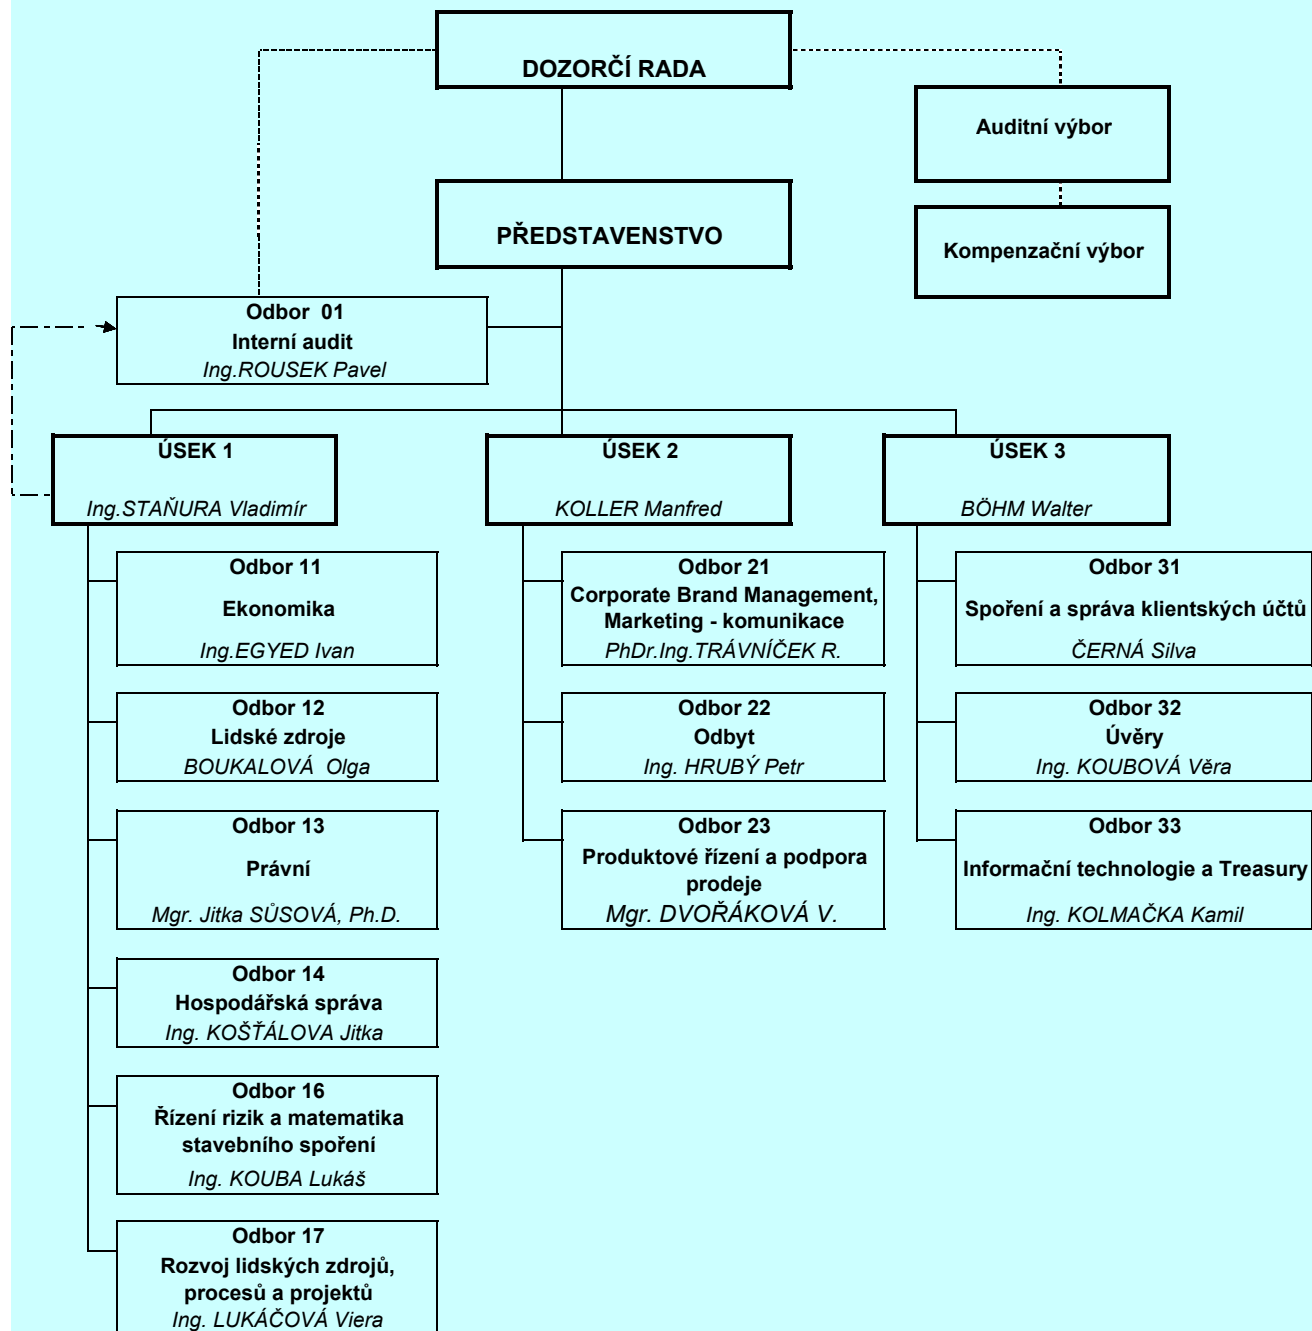 DOZORČÍ RADA
Auditní výbor
PŘEDSTAVENSTVO
Kompenzační výbor
Odbor  01
Interní audit
Ing.ROUSEK Pavel
ÚSEK 1
Ing.STAŇURA Vladimír
ÚSEK 2
KOLLER Manfred
ÚSEK 3
BÖHM Walter
Odbor 11
Ekonomika
Ing.EGYED Ivan
Odbor 21
Corporate Brand Management,
Marketing - komunikace
PhDr.Ing.TRÁVNÍČEK R.
Odbor 31
Spoření a správa klientských účtů
ČERNÁ Silva
Odbor 12
Lidské zdroje
BOUKALOVÁ  Olga
Odbor 22
Odbyt
Ing. HRUBÝ Petr
Odbor 32
Úvěry
Ing. KOUBOVÁ Věra
Odbor 13
Právní
Mgr. Jitka SŮSOVÁ, Ph.D.
Odbor 23
Produktové řízení a podpora
prodeje
Mgr. DVOŘÁKOVÁ V.
Odbor 33
Informační technologie a Treasury
Ing. KOLMAČKA Kamil
Odbor 14
Hospodářská správa
Ing. KOŠŤÁLOVA Jitka
Odbor 16
Řízení rizik a matematika
stavebního spoření
Ing. KOUBA Lukáš
Odbor 17
Rozvoj lidských zdrojů,
procesů a projektů
Ing. LUKÁČOVÁ Viera